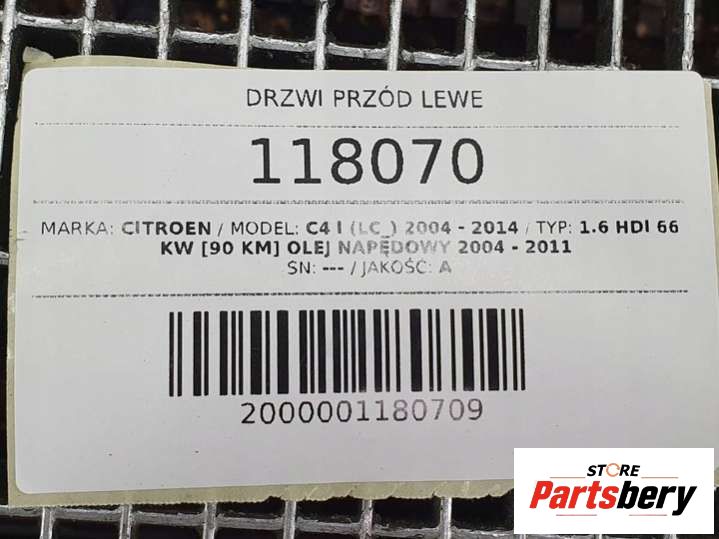 DRZWI PRZÓD LEWE
118070
MARKA: CITROEN / MODEL: C4 I (LC_) 2004 - 2014 / TYP: 1.6 HDI 66
KW [90 KM] OLEJ NAPĘDOWY 2004 - 2011
SN: --- / JAKOŚĆ: A
2000001180709
STORE
Partsbery